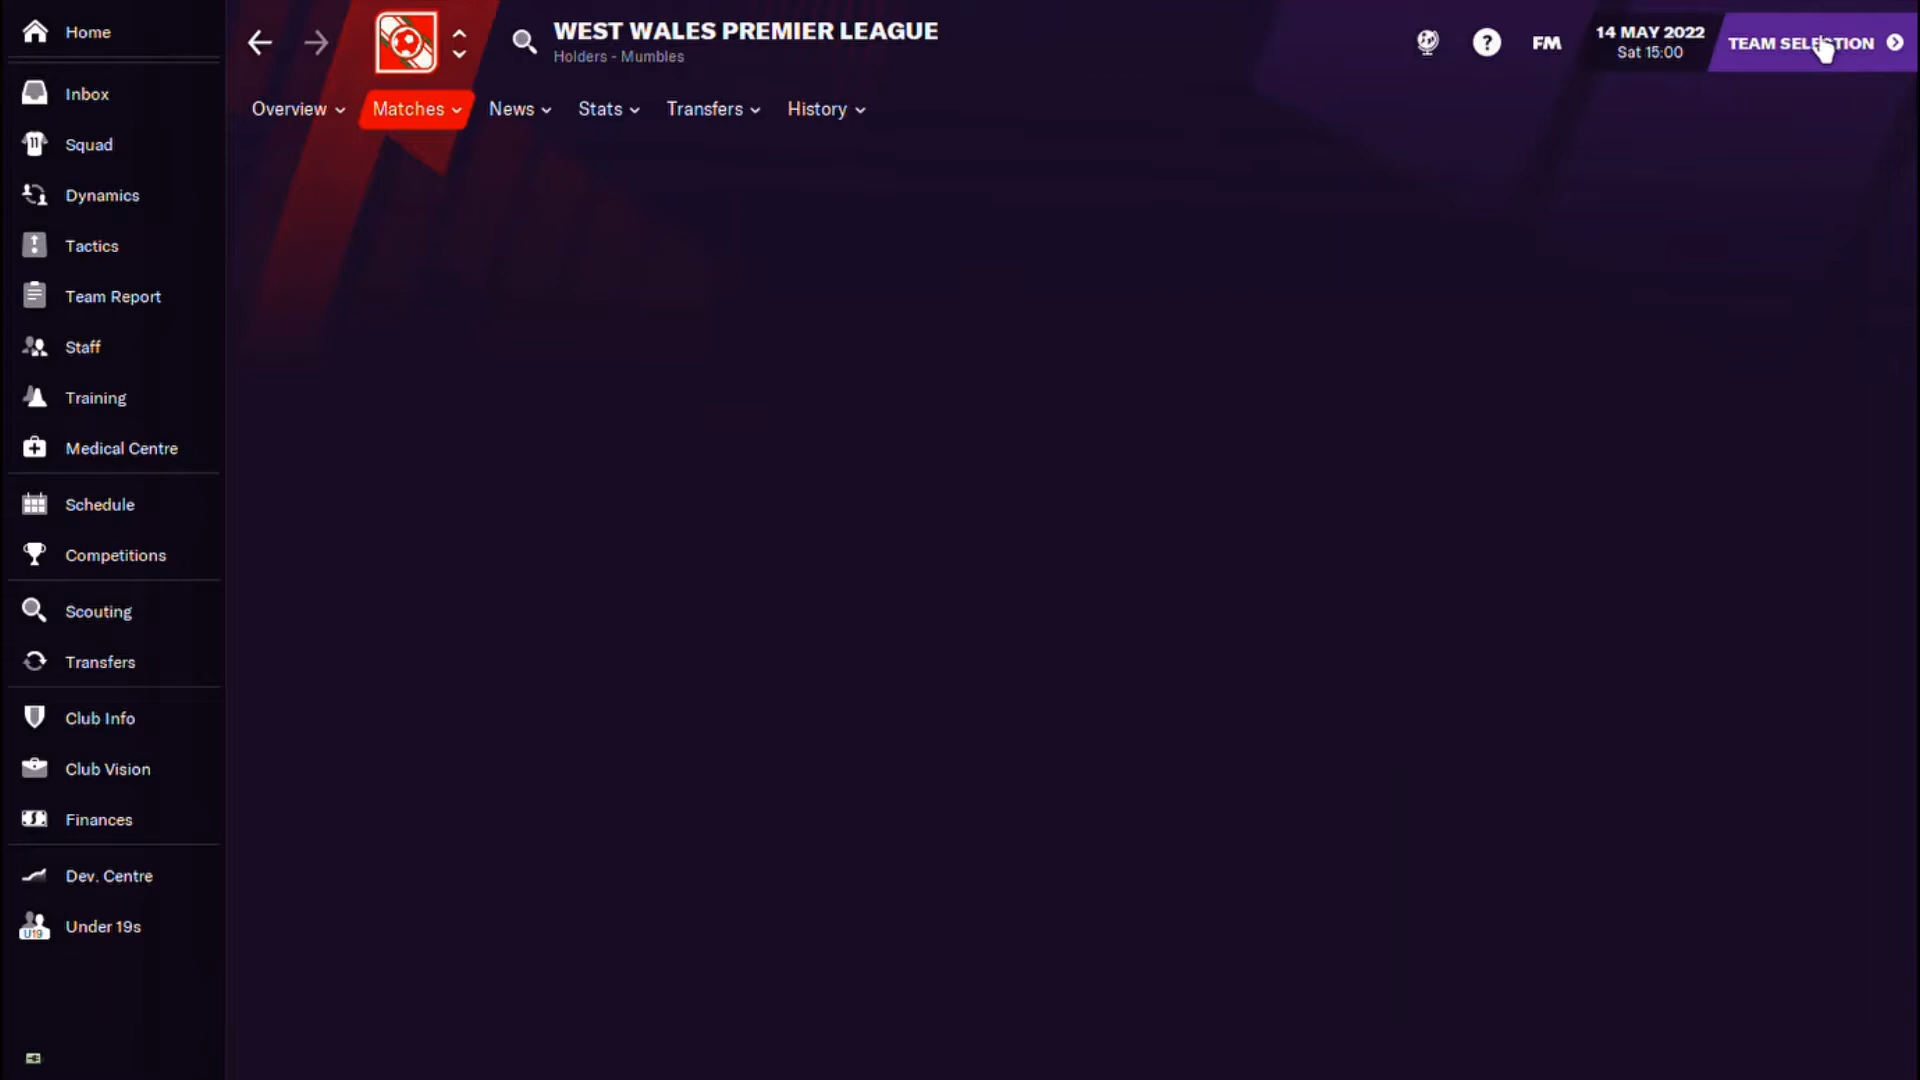 Home
Inbox
Squad
Dynamics
Tactics
Team Report
Staff
Training
Medical Centre
Schedule
Competitions
Scouting
Transfers
Club Info
Club Vision
Finances
Dev. Centre
U19
Under 19s
WEST WALES PREMIER LEAGUE
Holders - Mumbles
?
FM
14 MAY 2022
Sat 15:00
TEAM SELECTION
Overview
Matches
News
Stats
Transfers
History